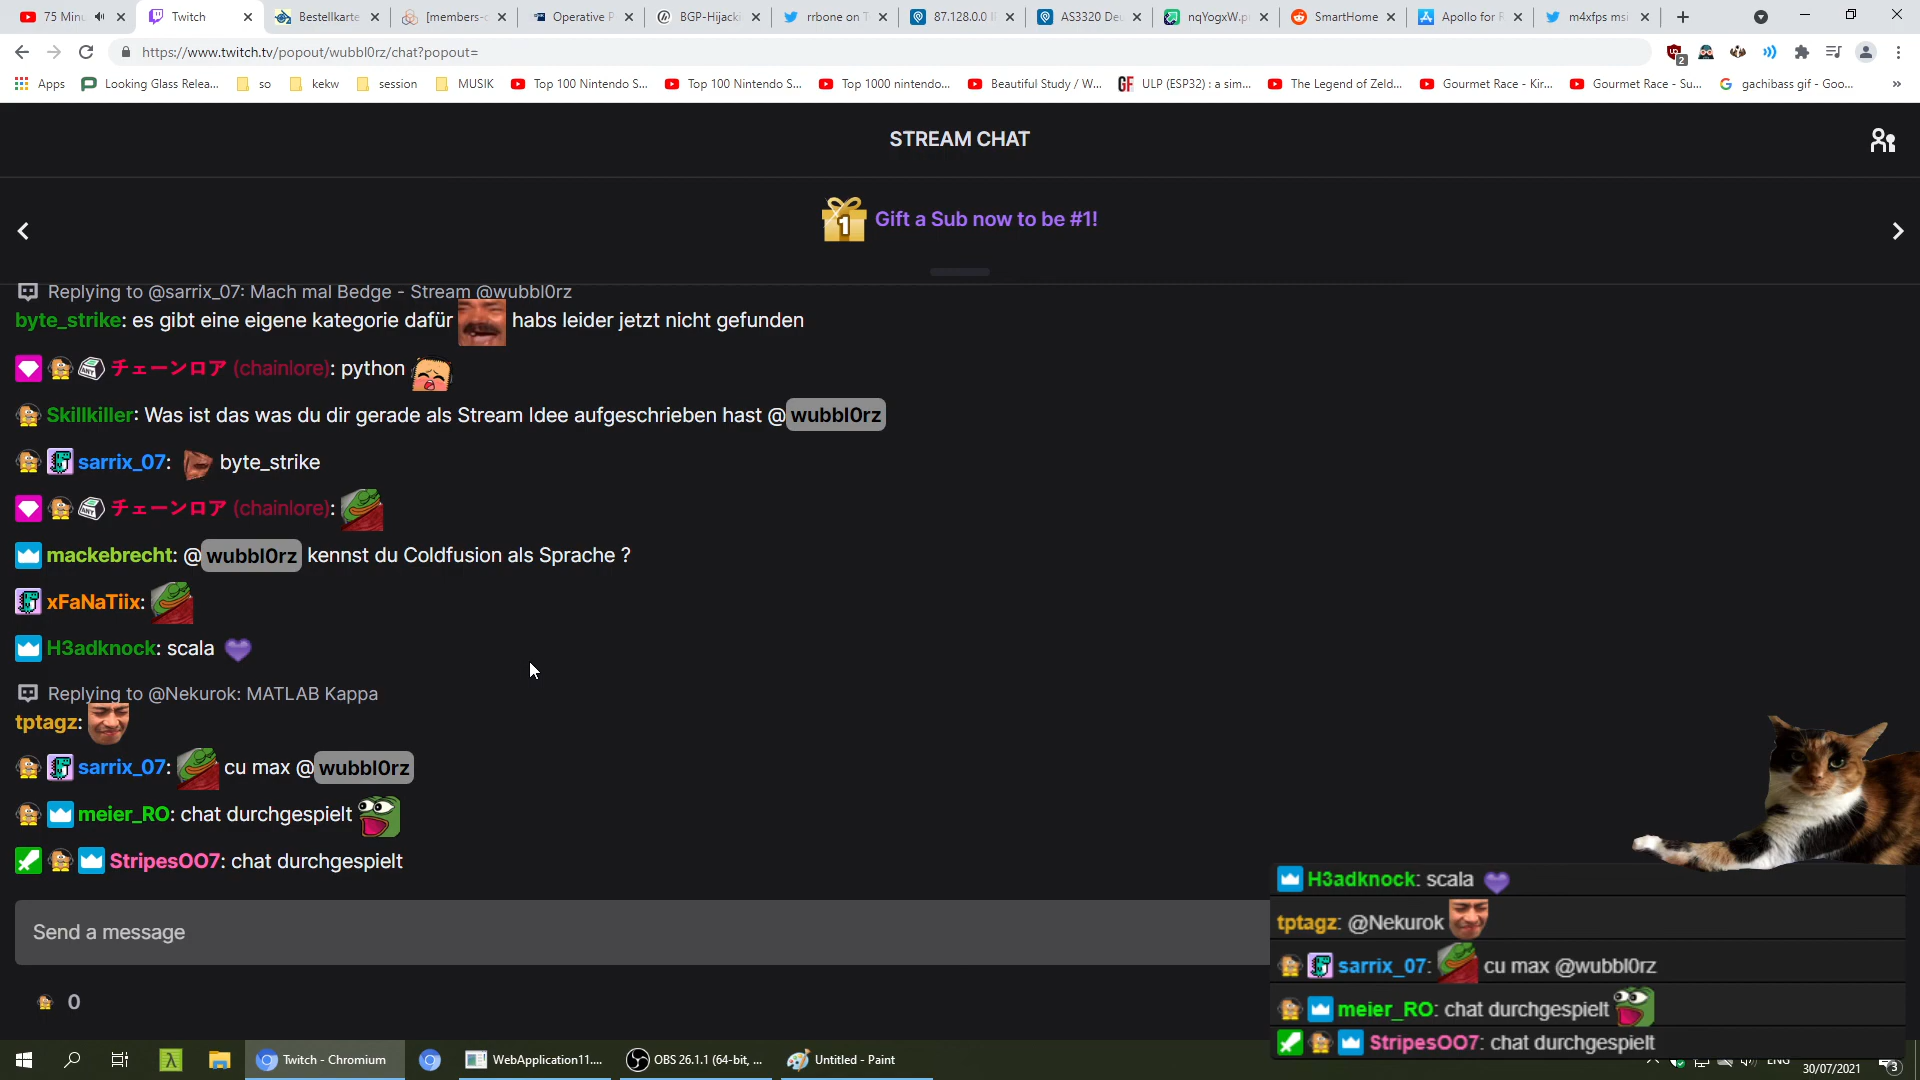 75 Minu
Twitch
Bestellkarte
[members-
Operative P
BGP-Hijack
rrbone on T
87.128.0.0
AS3320 Deu
nqYogxW.p
SmartHome
Apollo for R
m4xfps msi
https://www.twitch.tv/popout/wubbl0rz/chat?popout=
2
Apps
Looking Glass Relea...
so
kekw
session
MUSIK
Top 100 Nintendo S...
Top 100 Nintendo S...
Top 1000 nintendo...
Beautiful Study / W...
ULP (ESP32) : a sim...
The Legend of Zeld...
Gourmet Race - Kir...
Gourmet Race - Su...
gachibass gif - Goo...
STREAM CHAT
1
Gift a Sub now to be #1!
Replying to @sarrix_07: Mach mal Bedge - Stream @wubbl0rz
byte_strike: es gibt eine eigene kategorie dafür habs leider jetzt nicht gefunden
チェーンロア (chainlore): python
Skillkiller: Was ist das was du dir gerade als Stream Idee aufgeschrieben hast @wubbl0rz
sarrix_07: byte_strike
チェーンロア (chainlore):
mackebrecht: @wubbl0rz kennst du Coldfusion als Sprache ?
xFaNaTiix:
H3adknock: scala
Replying to @Nekurok: MATLAB Kappa
tptagz:
sarrix_07: cu max @wubbl0rz
meier_RO: chat durchgespielt
StripesOO7: chat durchgespielt
Send a message
0
H3adknock: scala
tptagz: @Nekurok
sarrix_07: cu max @wubbl0rz
meier_RO: chat durchgespielt
StripesOO7: chat durchgespielt
Twitch - Chromium
WebApplication11....
OBS 26.1.1 (64-bit, ...
Untitled - Paint
ENG
30/07/2021
3